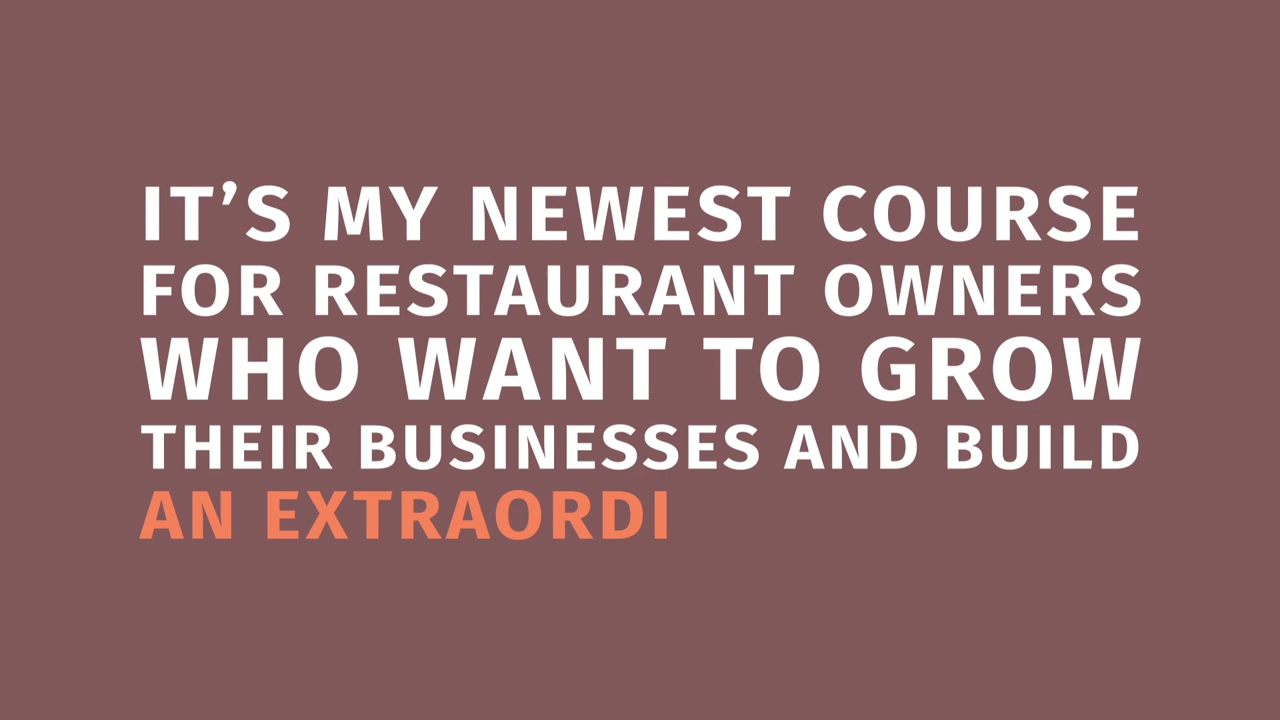 IT’S MY NEWEST COURSE
FOR RESTAURANT OWNERS
WHO WANT TO GROW
THEIR BUSINESSES AND BUILD
AN EXTRAORDI